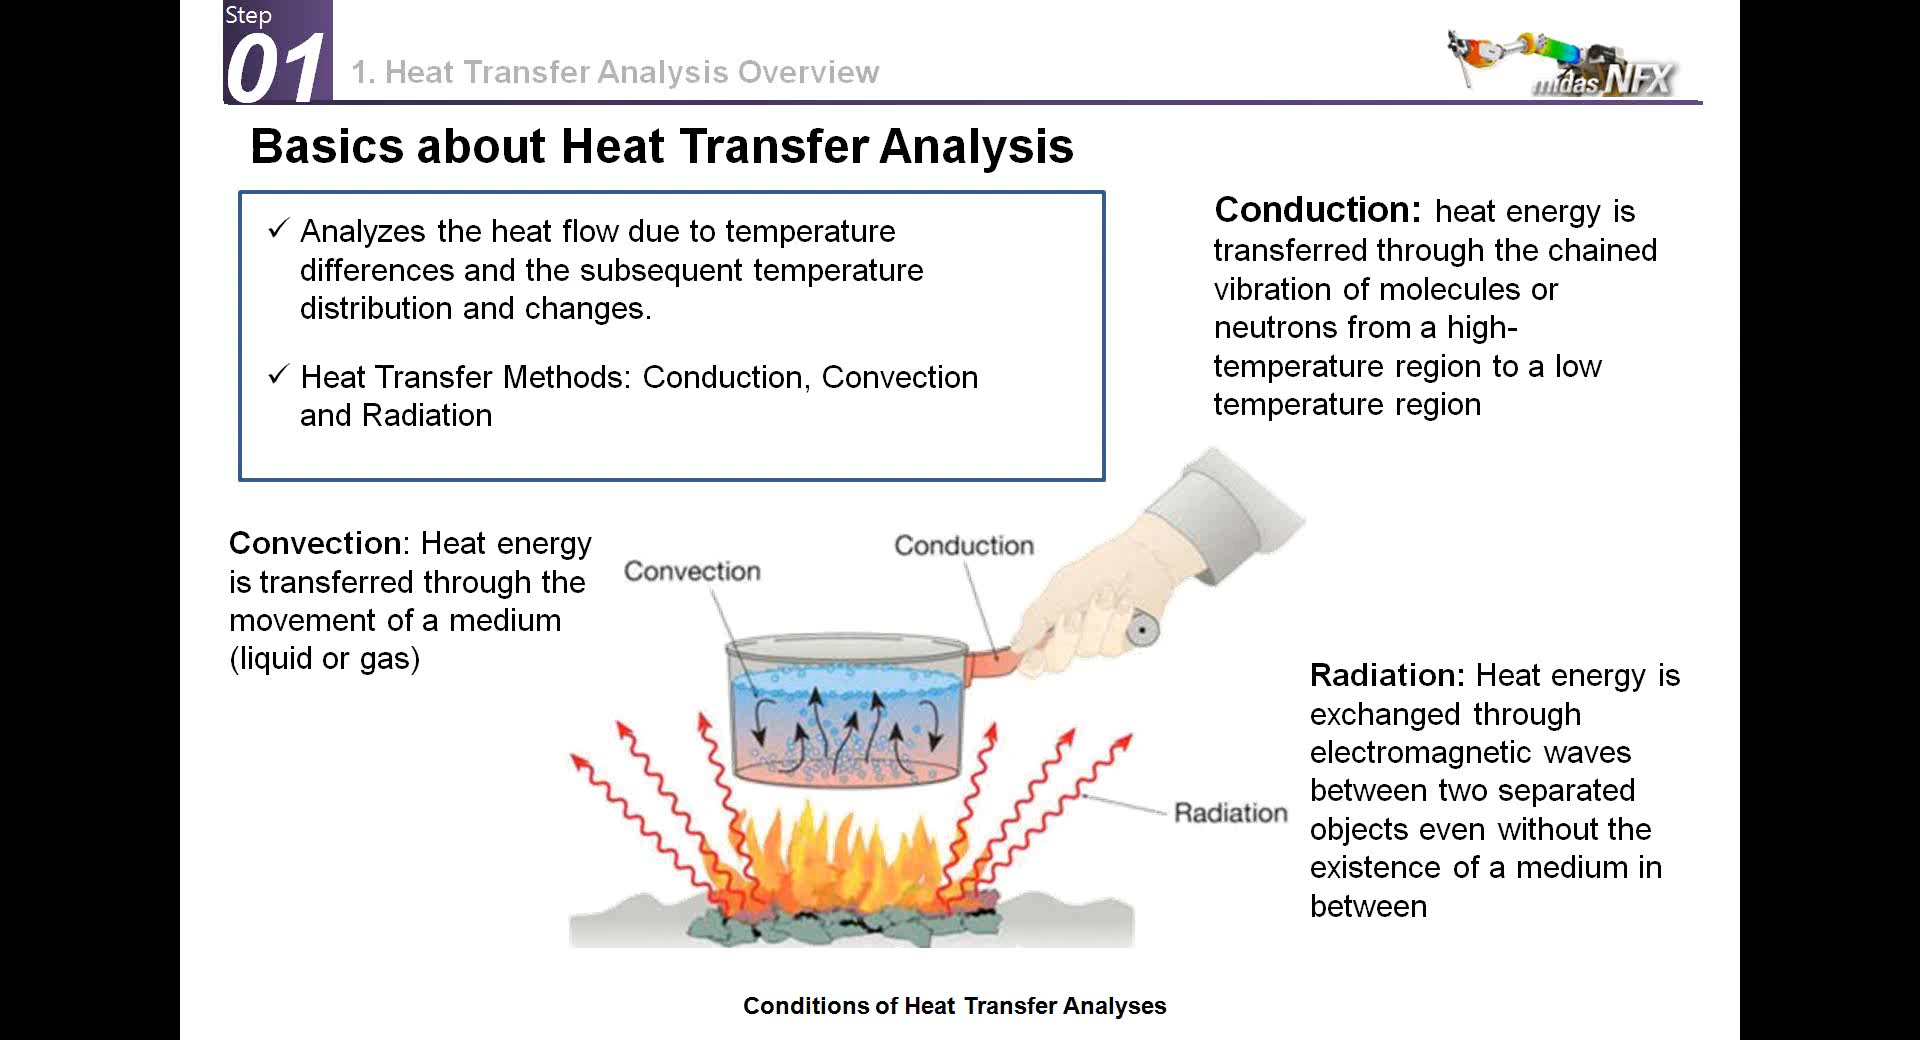 Step
01
1. Heat Transfer Analysis Overview
midas NFX
Basics about Heat Transfer Analysis
✓ Analyzes the heat flow due to temperature
differences and the subsequent temperature
distribution and changes.
✓ Heat Transfer Methods: Conduction, Convection
and Radiation
Conduction: heat energy is
transferred through the chained
vibration of molecules or
neutrons from a high-
temperature region to a low
temperature region
Convection: Heat energy
is transferred through the
movement of a medium
(liquid or gas)
Convection
Conduction
Radiation
Radiation: Heat energy is
exchanged through
electromagnetic waves
between two separated
objects even without the
existence of a medium in
between
Conditions of Heat Transfer Analyses